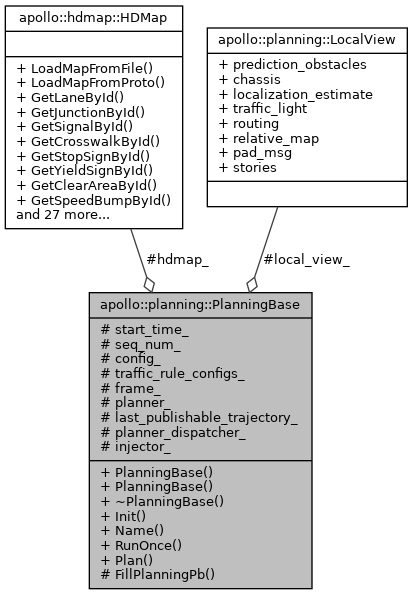 apollo::hdmap::HDMap
+ LoadMapFromFile()
+ LoadMapFromProto()
+ GetLaneById()
+ GetJunctionById()
+ GetSignalById()
+ GetCrosswalkById()
+ GetStopSignById()
+ GetYieldSignById()
+ GetClearAreaById()
+ GetSpeedBumpById()
and 27 more...
apollo::planning::LocalView
+ prediction_obstacles
+ chassis
+ localization_estimate
+ traffic_light
+ routing
+ relative_map
+ pad_msg
+ stories
#hdmap_
#local_view_
apollo::planning::PlanningBase
# start_time_
# seq_num_
# config_
# traffic_rule_configs_
# frame_
# planner_
# last_publishable_trajectory_
# planner_dispatcher_
# injector_
+ PlanningBase()
+ PlanningBase()
+ ~PlanningBase()
+ Init()
+ Name()
+ RunOnce()
+ Plan()
# FillPlanningPb()